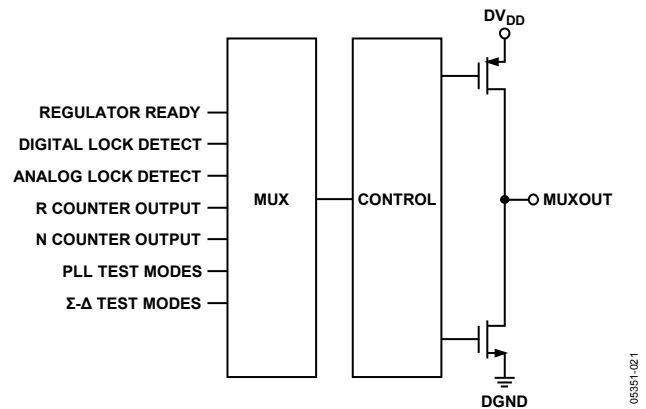 DVDD
REGULATOR READY
DIGITAL LOCK DETECT
ANALOG LOCK DETECT
R COUNTER OUTPUT
N COUNTER OUTPUT
PLL TEST MODES
Σ-Δ TEST MODES
MUX
CONTROL
MUXOUT
DGND
05351-021